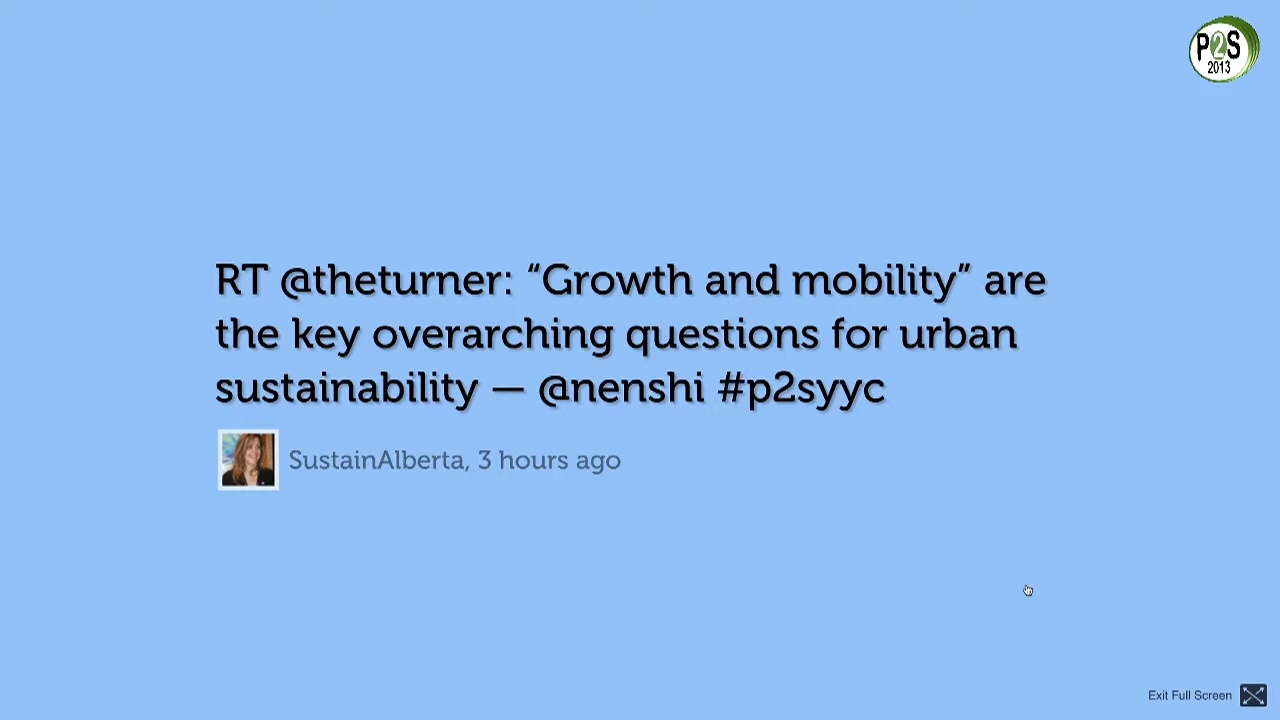 P2S
2013
RT @theturner: “Growth and mobility” are
the key overarching questions for urban
sustainability — @nenshi #p2syyc
SustainAlberta, 3 hours ago
Exit Full Screen